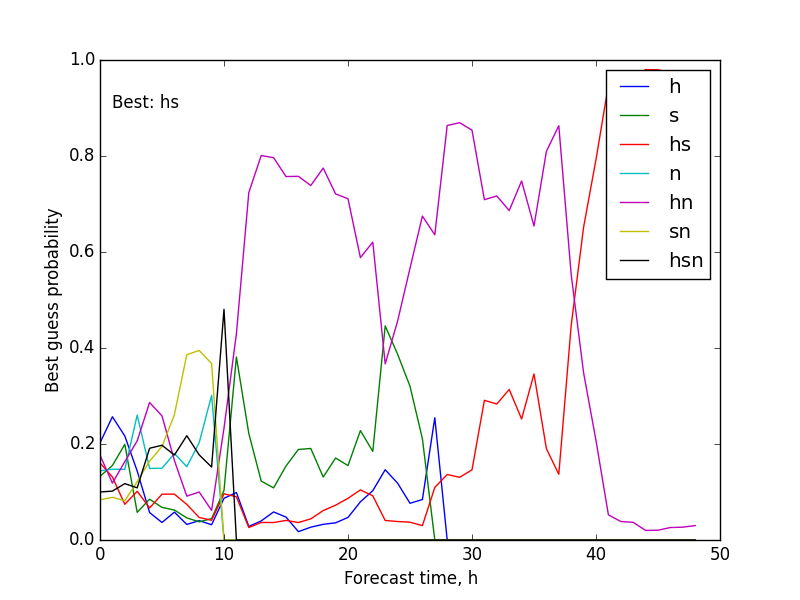 Best: hs
h
s
hs
n
hn
sn
hsn
1.0
0.8
0.6
0.4
0.2
0.0
Best guess probability
0 10 20 30 40 50
Forecast time, h